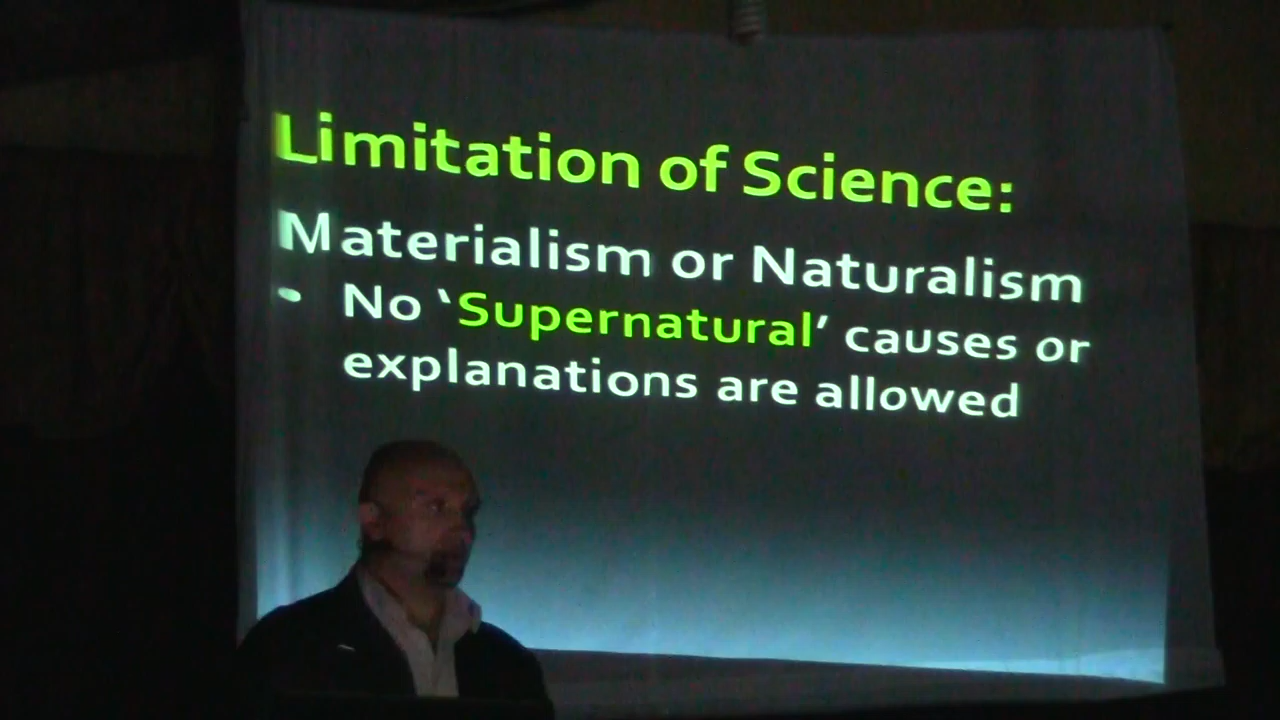 Limitation of Science:
Materialism or Naturalism
• No ‘Supernatural’ causes or
explanations are allowed